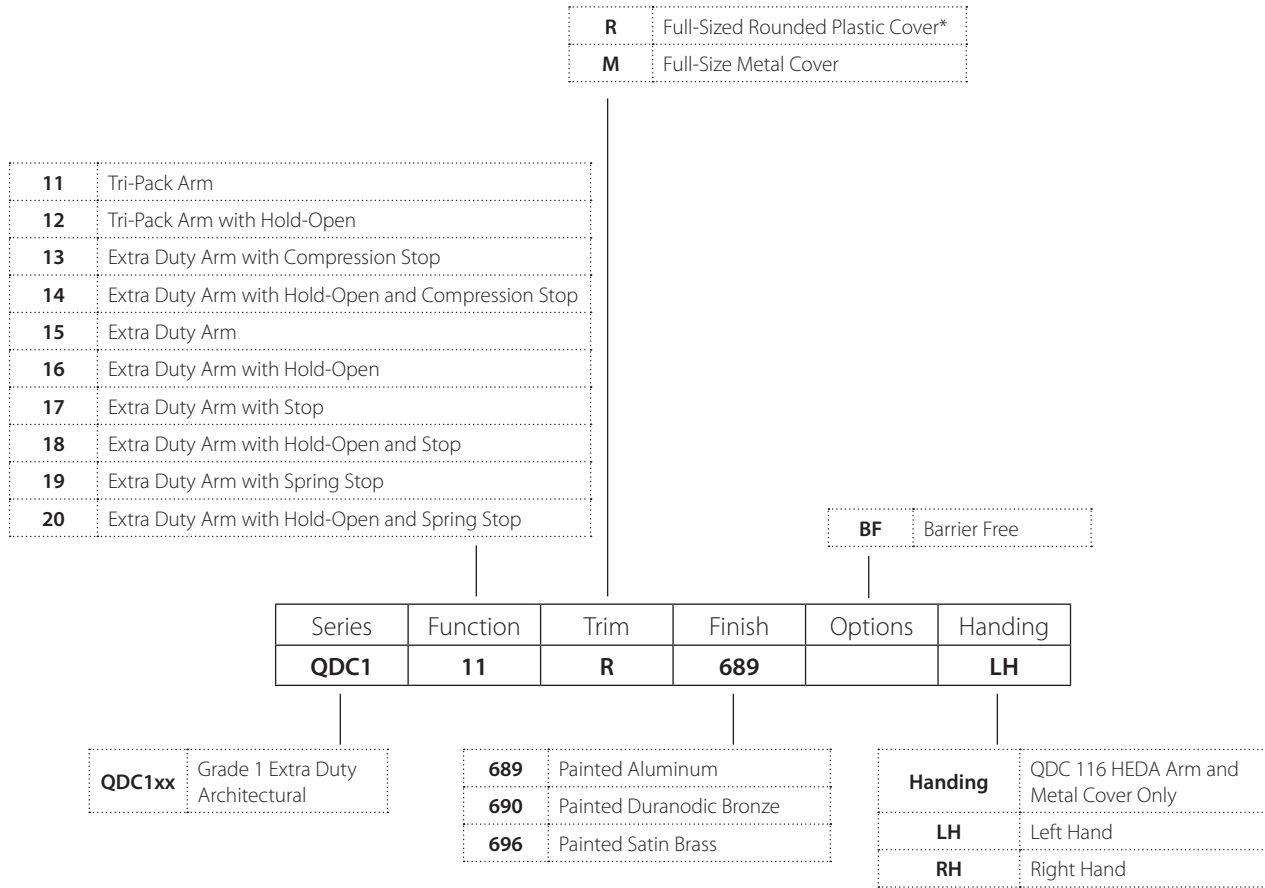 R Full-Sized Rounded Plastic Cover*
M Full-Size Metal Cover
11 Tri-Pack Arm
12 Tri-Pack Arm with Hold-Open
13 Extra Duty Arm with Compression Stop
14 Extra Duty Arm with Hold-Open and Compression Stop
15 Extra Duty Arm
16 Extra Duty Arm with Hold-Open
17 Extra Duty Arm with Stop
18 Extra Duty Arm with Hold-Open and Stop
19 Extra Duty Arm with Spring Stop
20 Extra Duty Arm with Hold-Open and Spring Stop
BF Barrier Free
Series Function Trim Finish Options Handing
QDC1 11 R 689 LH
QDC1xx Grade 1 Extra Duty
Architectural
689 Painted Aluminum
690 Painted Duranodic Bronze
696 Painted Satin Brass
Handing QDC 116 HEDA Arm and
Metal Cover Only
LH Left Hand
RH Right Hand